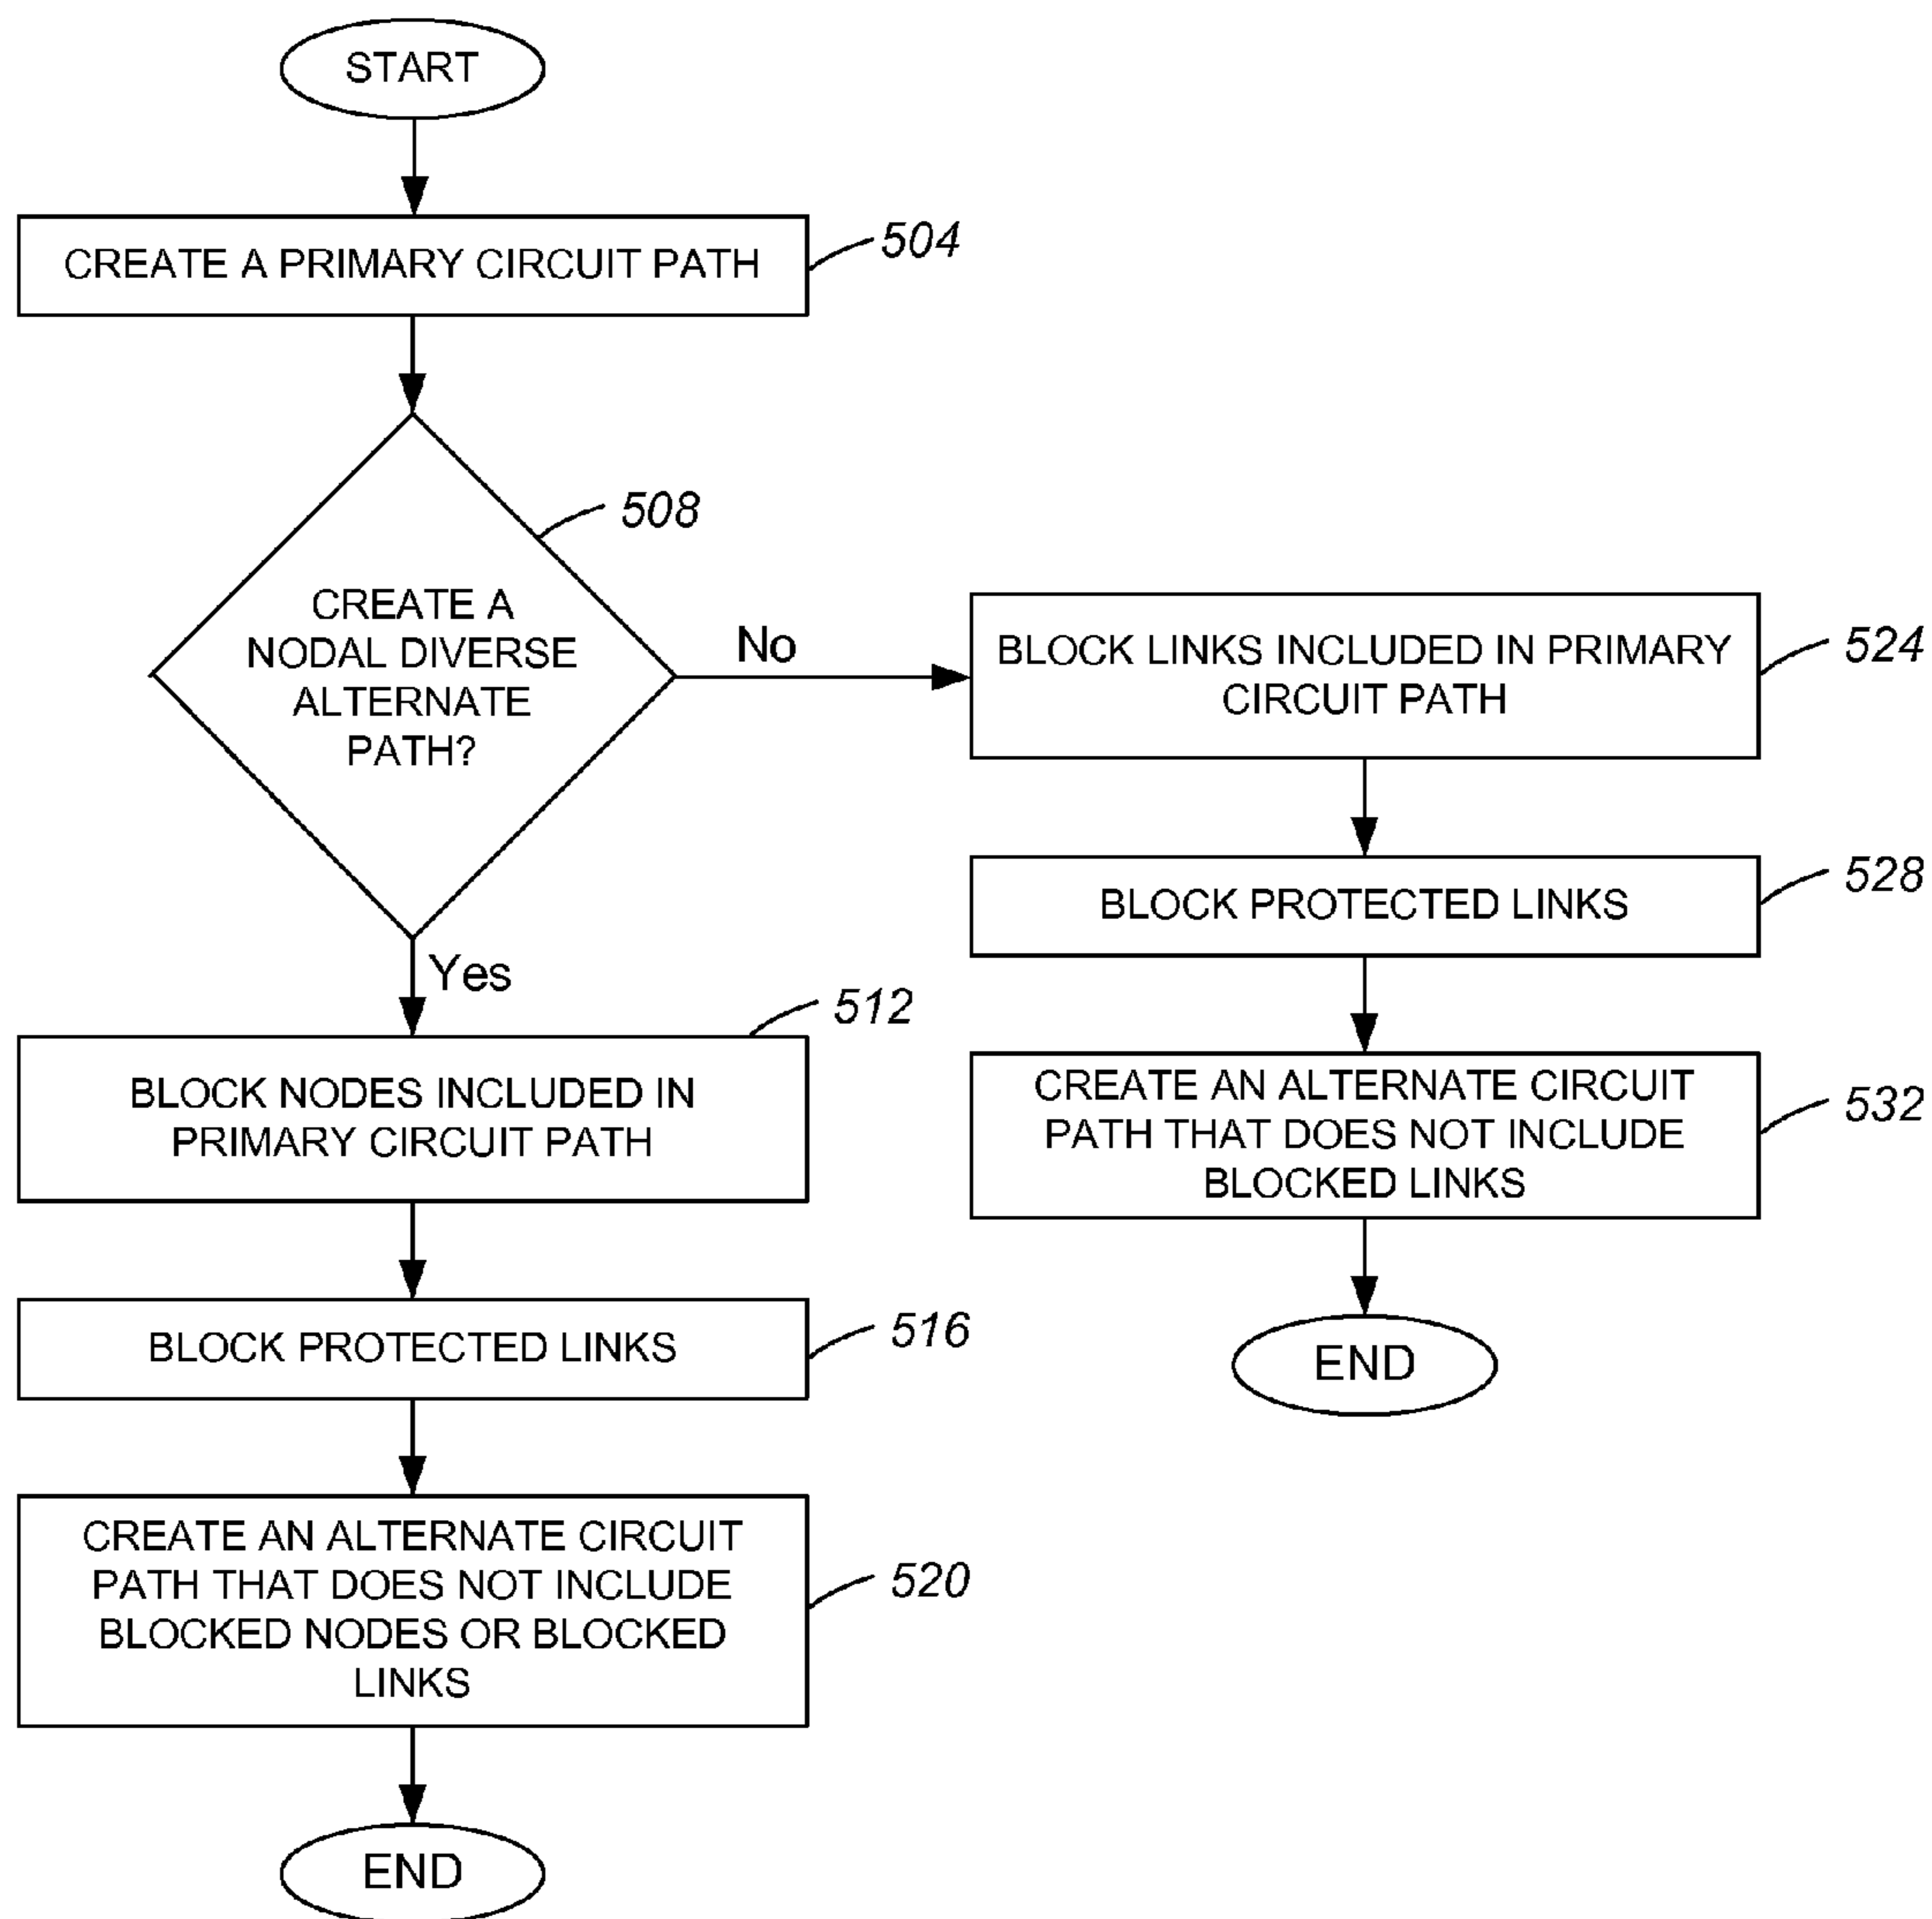 START
CREATE A PRIMARY CIRCUIT PATH
504
508
CREATE A
NODAL DIVERSE
ALTERNATE
PATH?
No
Yes
512
BLOCK NODES INCLUDED IN
PRIMARY CIRCUIT PATH
BLOCK PROTECTED LINKS
516
CREATE AN ALTERNATE CIRCUIT
PATH THAT DOES NOT INCLUDE
BLOCKED NODES OR BLOCKED
LINKS
520
END
BLOCK LINKS INCLUDED IN PRIMARY
CIRCUIT PATH
524
BLOCK PROTECTED LINKS
528
CREATE AN ALTERNATE CIRCUIT
PATH THAT DOES NOT INCLUDE
BLOCKED LINKS
532
END